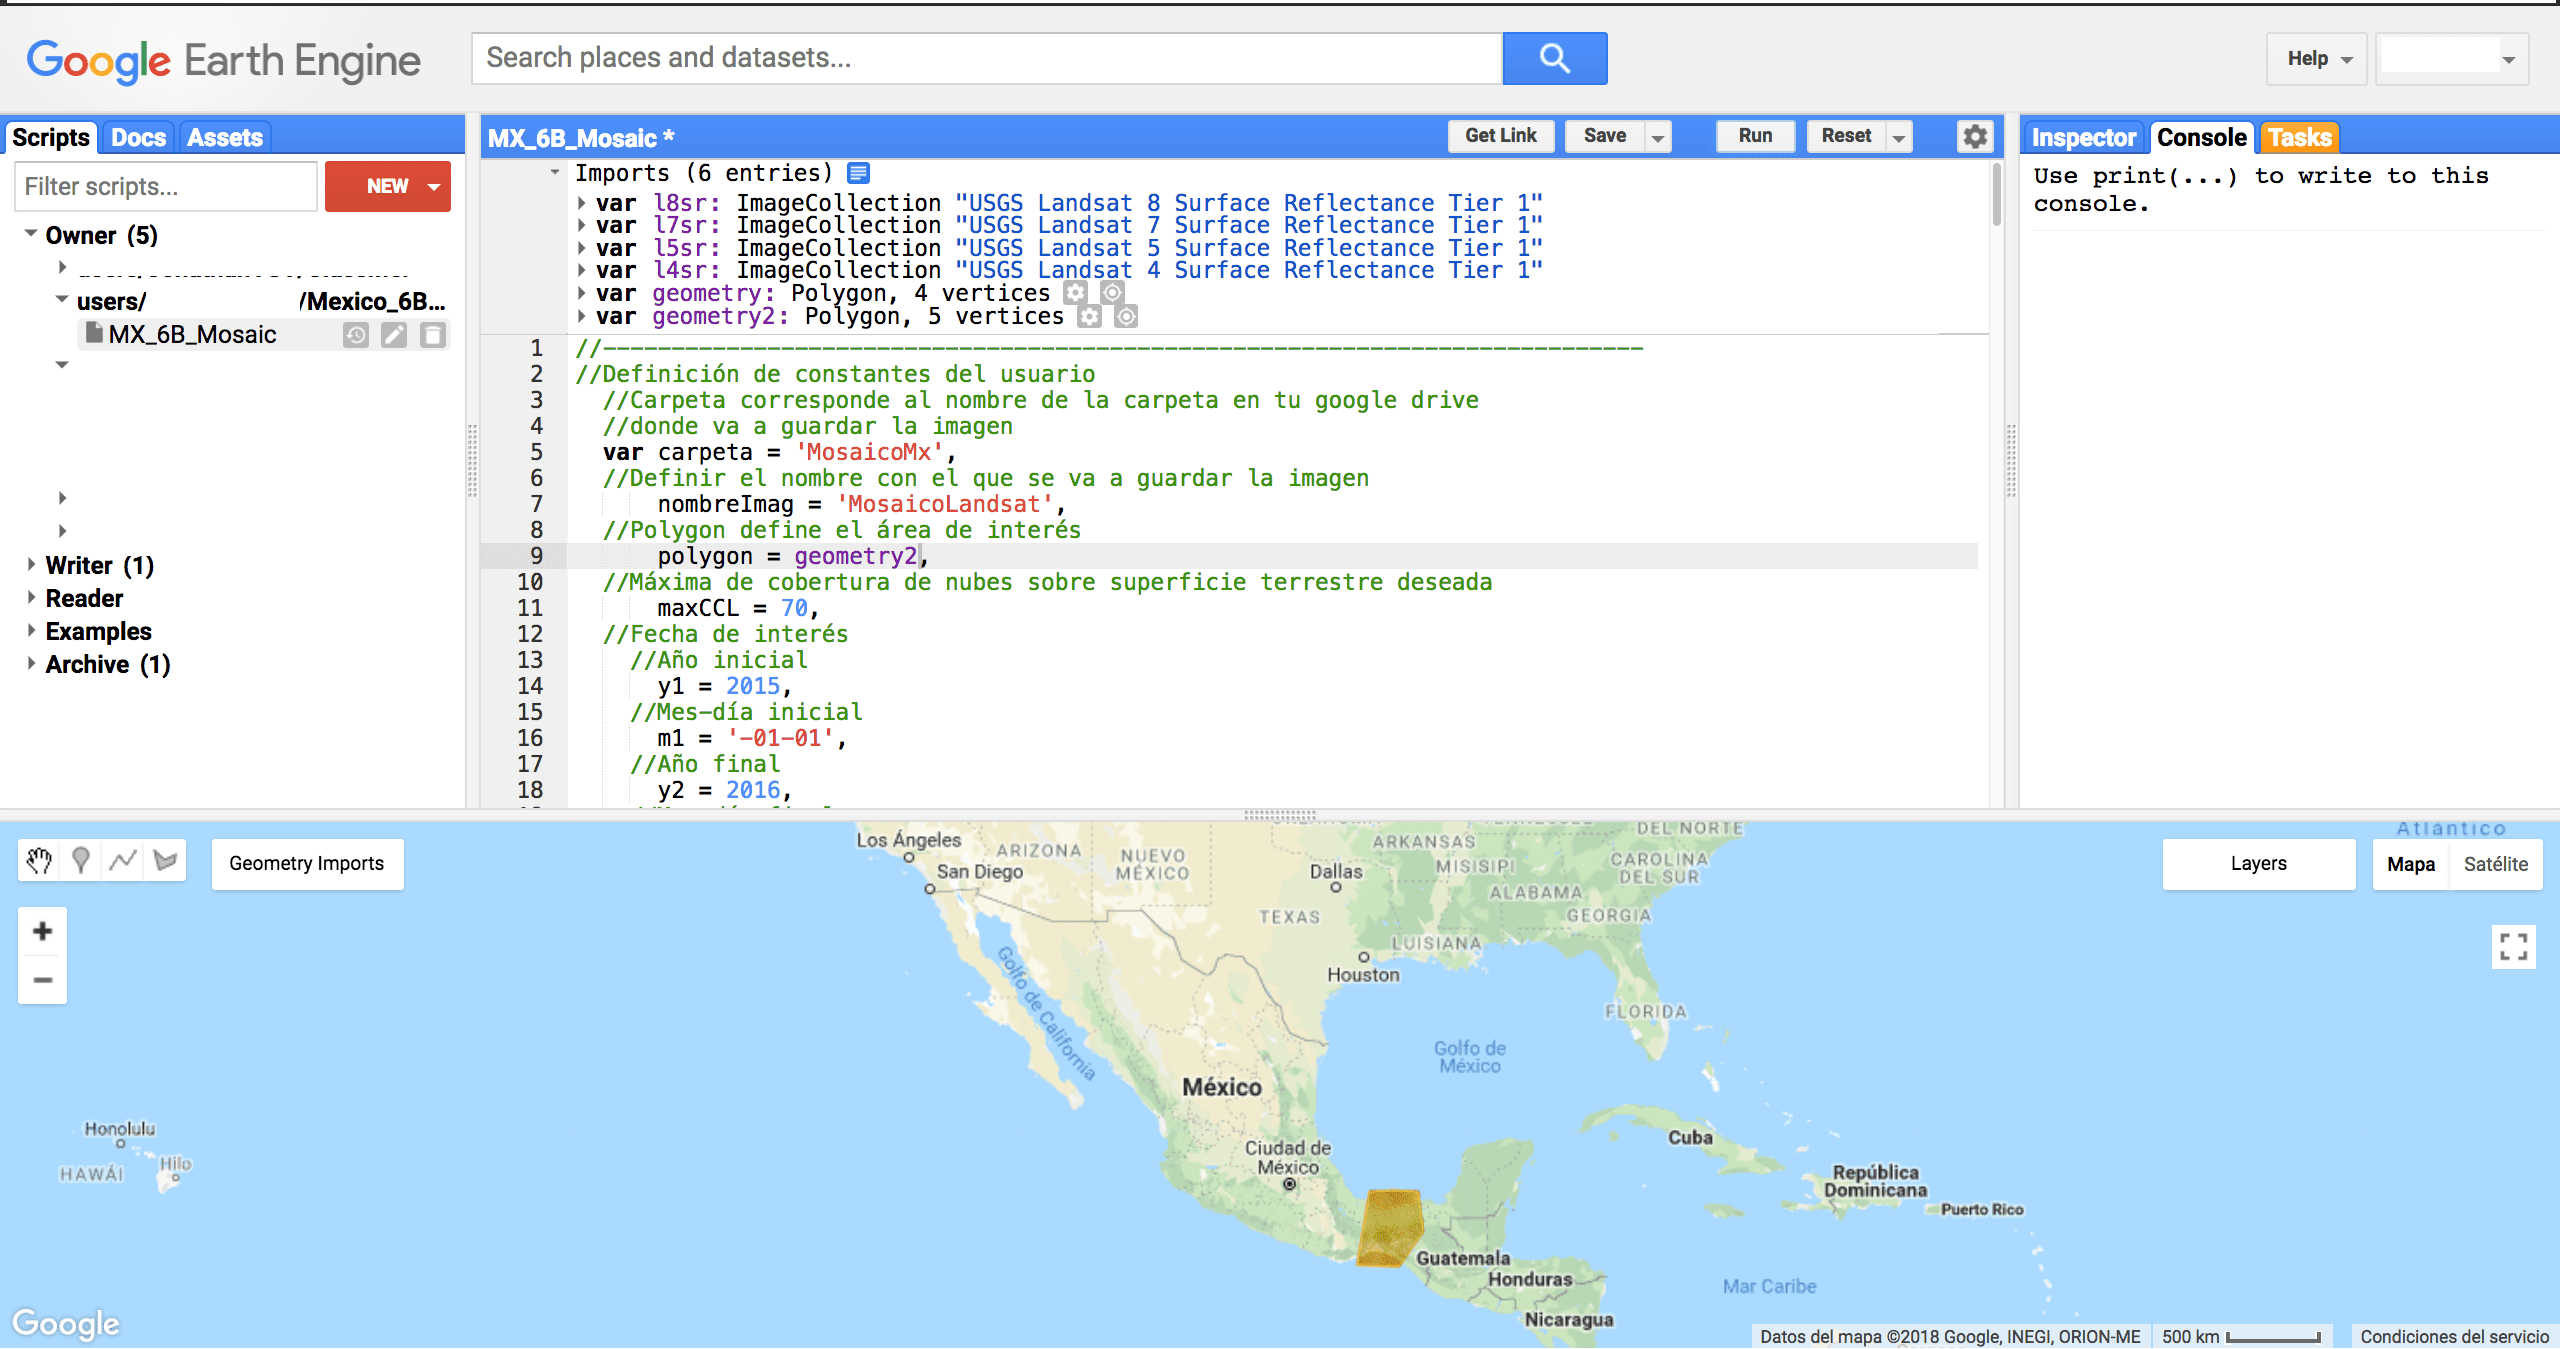 Google Earth Engine
Search places and datasets...
Help
Scripts
Docs
Assets
Filter scripts...
NEW
Owner (5)
users/
/Mexico_6B...
MX_6B_Mosaic
Writer (1)
Reader
Examples
Archive (1)
MX_6B_Mosaic *
Get Link
Save
Run
Reset
Imports (6 entries)
var l8sr: ImageCollection "USGS Landsat 8 Surface Reflectance Tier 1"
var l7sr: ImageCollection "USGS Landsat 7 Surface Reflectance Tier 1"
var l5sr: ImageCollection "USGS Landsat 5 Surface Reflectance Tier 1"
var l4sr: ImageCollection "USGS Landsat 4 Surface Reflectance Tier 1"
var geometry: Polygon, 4 vertices
var geometry2: Polygon, 5 vertices
1 //----------------------------------------------------------------------------
2 //Definición de constantes del usuario
3 //Carpeta corresponde al nombre de la carpeta en tu google drive
4 //donde va a guardar la imagen
5 var carpeta = 'MosaicoMx',
6 //Definir el nombre con el que se va a guardar la imagen
7 nombreImag = 'MosaicoLandsat',
8 //Polygon define el área de interés
9 polygon = geometry2,
10 //Máxima de cobertura de nubes sobre superficie terrestre deseada
11 maxCCL = 70,
12 //Fecha de interés
13 //Año inicial
14 y1 = 2015,
15 //Mes-día inicial
16 m1 = '-01-01',
17 //Año final
18 y2 = 2016,
Inspector
Console
Tasks
Use print(...) to write to this
console.
Geometry Imports
Layers
Mapa
Satélite
+
−
Los Ángeles
San Diego
ARIZONA
NUEVO
MÉXICO
Dallas
TEXAS
ARKANSAS
MISISIPI
ALABAMA
GEORGIA
DEL NORTE
CAROLINA
DEL SUR
LUISIANA
Houston
FLORIDA
Atlántico
Golfo de California
Golfo de
México
México
Ciudad de
México
Honolulu
HAWÁI
Hilo
Cuba
República
Dominicana
Puerto Rico
Guatemala
Honduras
Nicaragua
Mar Caribe
Google
Datos del mapa ©2018 Google, INEGI, ORION-ME
500 km
Condiciones del servicio